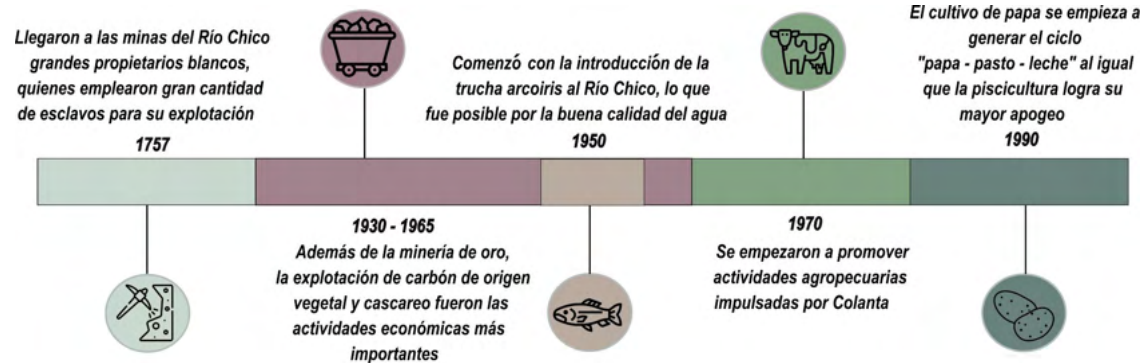 Llegaron a las minas del Río Chico
grandes propietarios blancos,
quienes emplearon gran cantidad
de esclavos para su explotación
1757
1930 - 1965
Además de la minería de oro,
la explotación de carbón de origen
vegetal y cascareo fueron las
actividades económicas más
importantes
Comenzó con la introducción de la
trucha arcoiris al Río Chico, lo que
fue posible por la buena calidad del agua
1950
1970
Se empezaron a promover
actividades agropecuarias
impulsadas por Colanta
El cultivo de papa se empieza a
generar el ciclo
"papa - pasto - leche" al igual
que la piscicultura logra su
mayor apogeo
1990